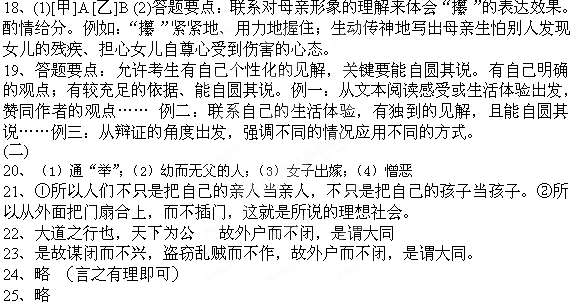 18、(1)[甲]A[乙]B (2)答题要点：联系对母亲形象的理解来体会“攥 ”的表达效果。
酌情给分。例如：“攥 ”紧紧地、用力地握住；生动传神地写出母亲生怕别人发现
女儿的残疾、担心女儿自尊心受到伤害的心态。
19、答题要点： 允许考生有自己个性化的见解，关键要能自圆其说。有自己明确
的观点；有较充足的依据、能自圆其说。例一：从文本阅读感受或生活体验出发，
赞同作者的观点…… 例二：联系自己的生活体验，有独到的见解，且能自圆其
说……例三：从辩证的角度出发，强调不同的情况应用不同的方式。
(二)
20、（1）通“举”；（2）幼而无父的人；（3）女子出嫁；（4）憎恶
21、①所以人们不只是把自己的亲人当亲人，不只是把自己的孩子当孩子。②所
以从外面把门扇合上，而不插门，这就是所说的理想社会。
22、大道之行也，天下为公 故外户而不闭，是谓大同
23、是故谋闭而不兴，盗窃乱贼而不作，故外户而不闭，是谓大同。
24、略 （言之有理即可）
25、略